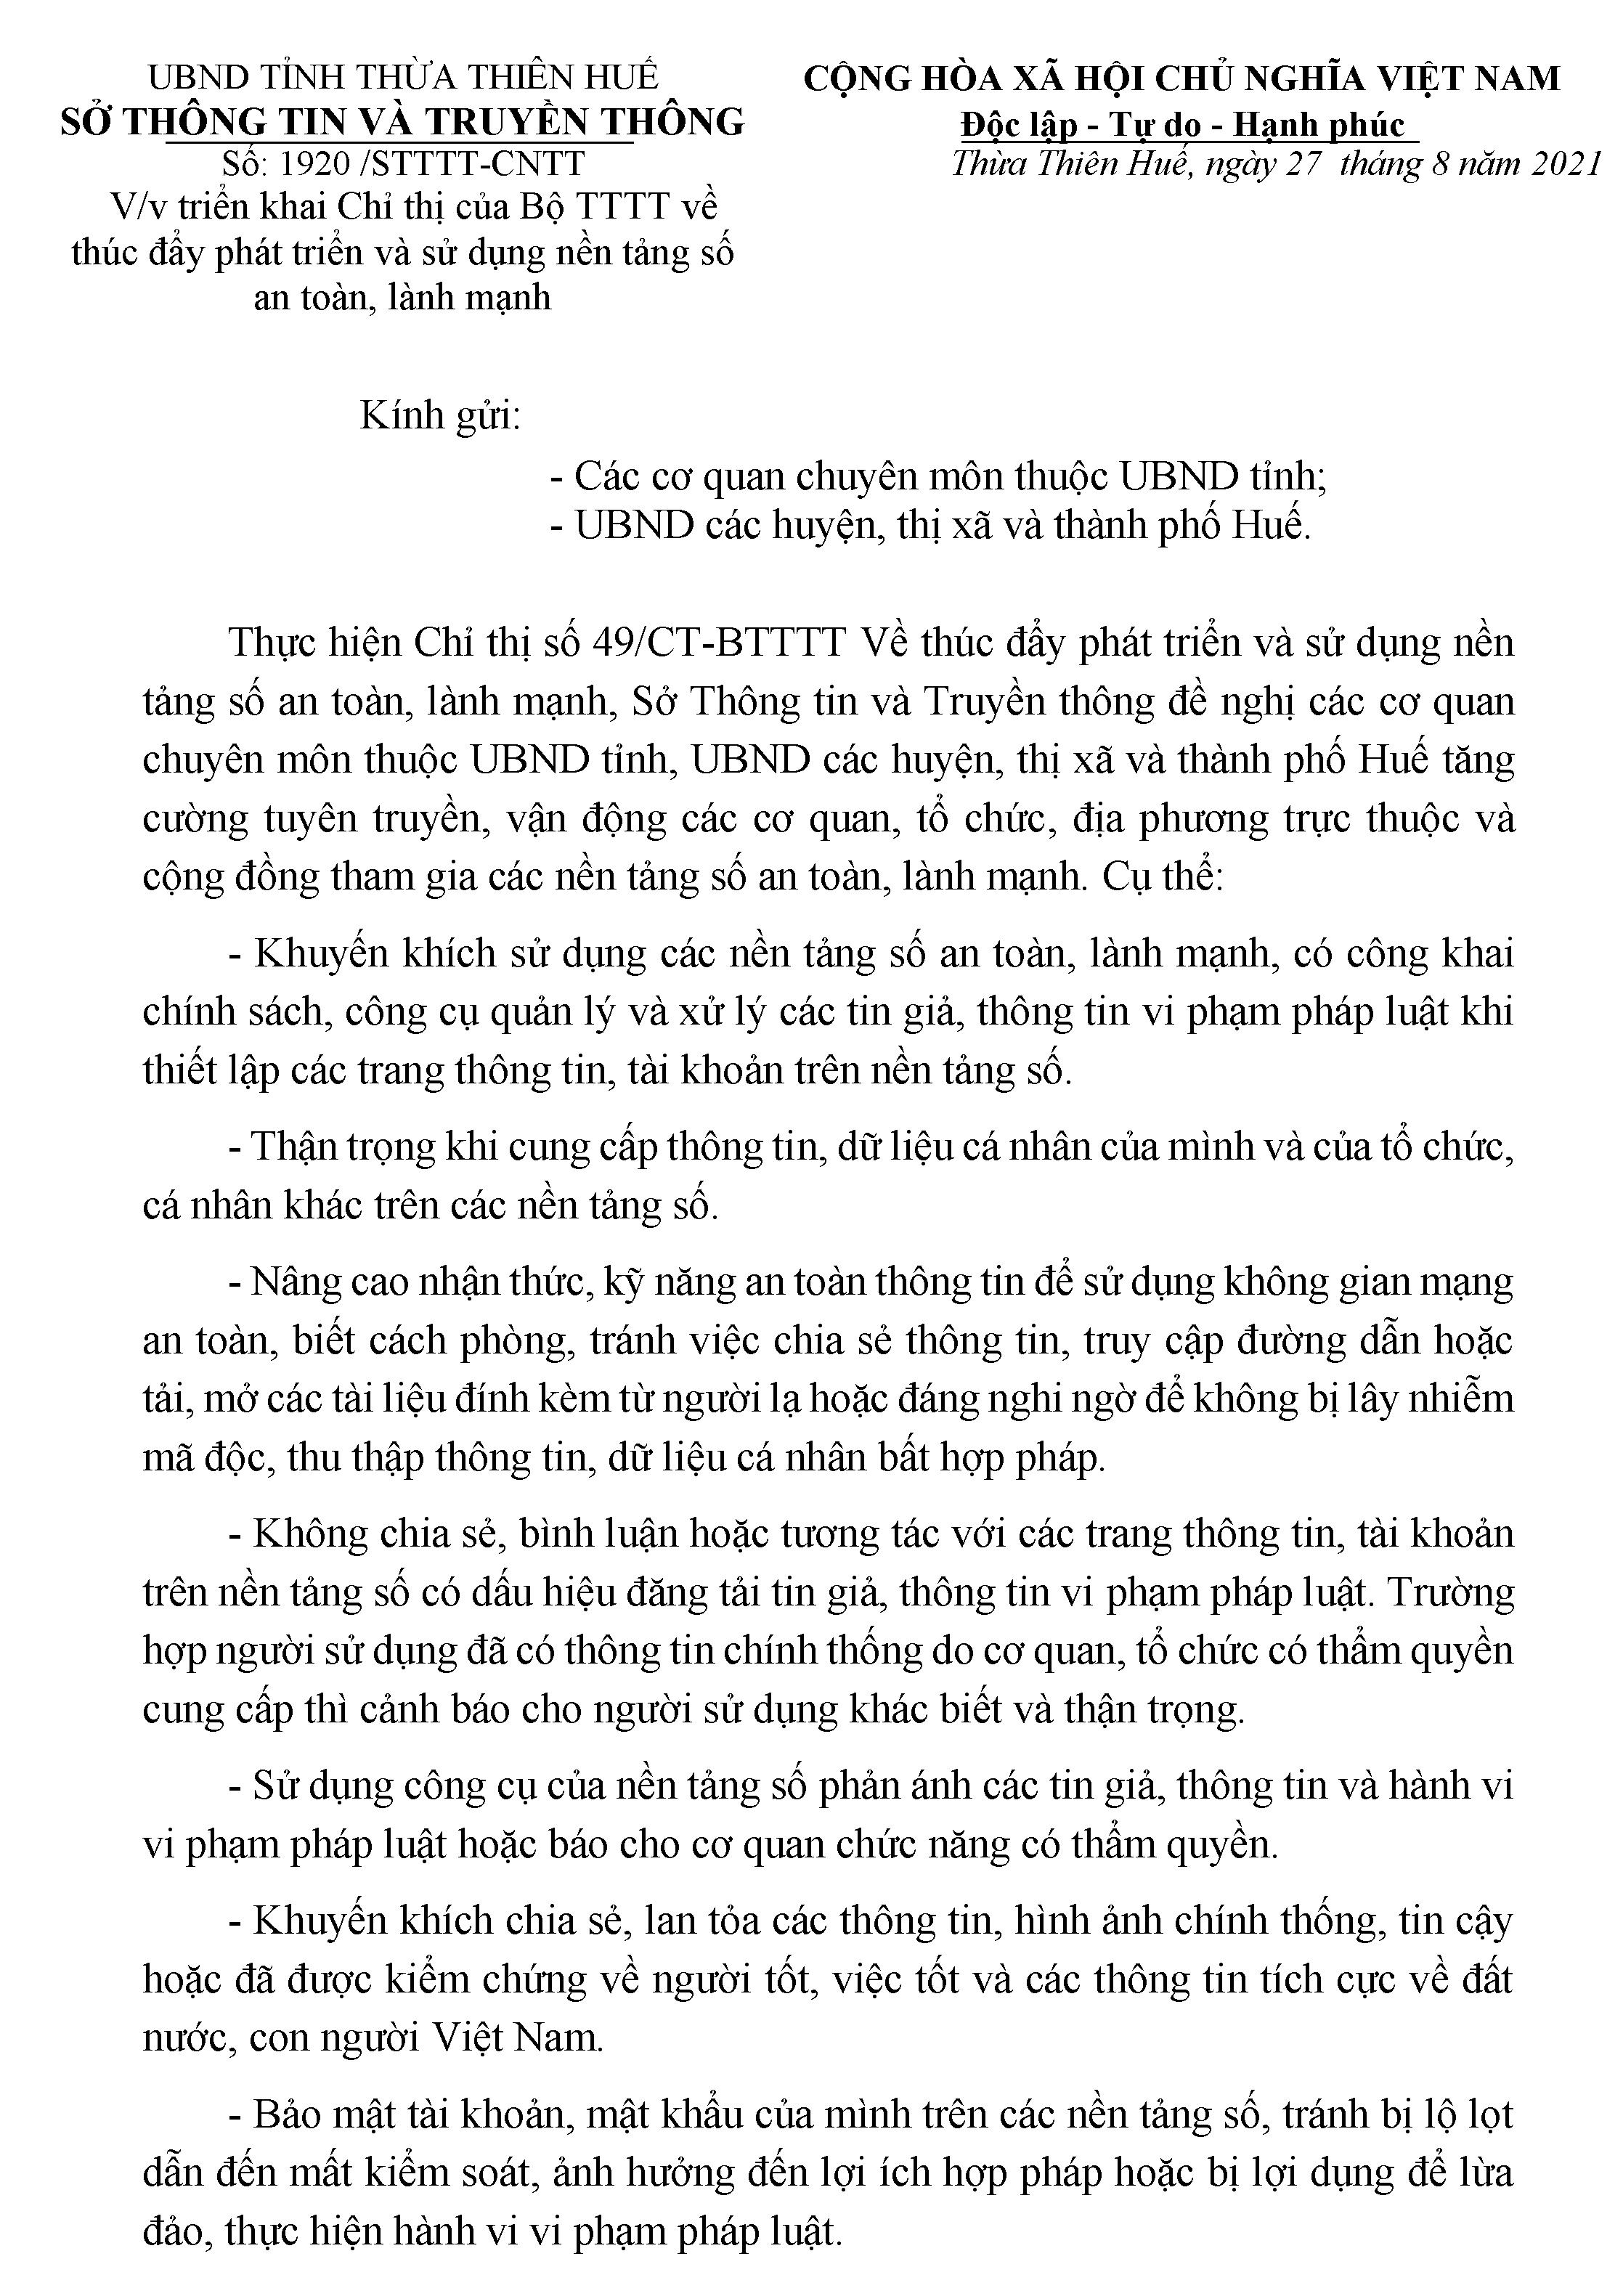 UBND TỈNH THỪA THIÊN HUẾ
SỞ THÔNG TIN VÀ TRUYỀN THÔNG
Số: 1920 /STTTT-CNTT
V/v triển khai Chỉ thị của Bộ TTTT về
thúc đẩy phát triển và sử dụng nền tảng số
an toàn, lành mạnh
CỘNG HÒA XÃ HỘI CHỦ NGHĨA VIỆT NAM
Độc lập - Tự do - Hạnh phúc
Thừa Thiên Huế, ngày 27 tháng 8 năm 2021
Kính gửi:
- Các cơ quan chuyên môn thuộc UBND tỉnh;
- UBND các huyện, thị xã và thành phố Huế.
Thực hiện Chỉ thị số 49/CT-BTTTT Về thúc đẩy phát triển và sử dụng nền
tảng số an toàn, lành mạnh, Sở Thông tin và Truyền thông đề nghị các cơ quan
chuyên môn thuộc UBND tỉnh, UBND các huyện, thị xã và thành phố Huế tăng
cường tuyên truyền, vận động các cơ quan, tổ chức, địa phương trực thuộc và
cộng đồng tham gia các nền tảng số an toàn, lành mạnh. Cụ thể:
- Khuyến khích sử dụng các nền tảng số an toàn, lành mạnh, có công khai
chính sách, công cụ quản lý và xử lý các tin giả, thông tin vi phạm pháp luật khi
thiết lập các trang thông tin, tài khoản trên nền tảng số.
- Thận trọng khi cung cấp thông tin, dữ liệu cá nhân của mình và của tổ chức,
cá nhân khác trên các nền tảng số.
- Nâng cao nhận thức, kỹ năng an toàn thông tin để sử dụng không gian mạng
an toàn, biết cách phòng, tránh việc chia sẻ thông tin, truy cập đường dẫn hoặc
tải, mở các tài liệu đính kèm từ người lạ hoặc đáng nghi ngờ để không bị lây nhiễm
mã độc, thu thập thông tin, dữ liệu cá nhân bất hợp pháp.
- Không chia sẻ, bình luận hoặc tương tác với các trang thông tin, tài khoản
trên nền tảng số có dấu hiệu đăng tải tin giả, thông tin vi phạm pháp luật. Trường
hợp người sử dụng đã có thông tin chính thống do cơ quan, tổ chức có thẩm quyền
cung cấp thì cảnh báo cho người sử dụng khác biết và thận trọng.
- Sử dụng công cụ của nền tảng số phản ánh các tin giả, thông tin và hành vi
vi phạm pháp luật hoặc báo cho cơ quan chức năng có thẩm quyền.
- Khuyến khích chia sẻ, lan tỏa các thông tin, hình ảnh chính thống, tin cậy
hoặc đã được kiểm chứng về người tốt, việc tốt và các thông tin tích cực về đất
nước, con người Việt Nam.
- Bảo mật tài khoản, mật khẩu của mình trên các nền tảng số, tránh bị lộ lọt
dẫn đến mất kiểm soát, ảnh hưởng đến lợi ích hợp pháp hoặc bị lợi dụng để lừa
đảo, thực hiện hành vi vi phạm pháp luật.